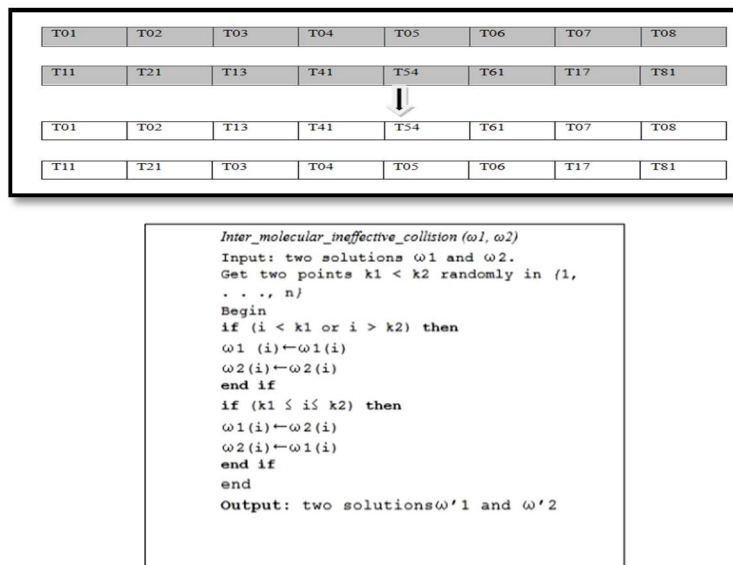 T01 T02 T03 T04 T05 T06 T07 T08
T11 T21 T13 T41 T54 T61 T17 T81
T01 T02 T13 T41 T54 T61 T07 T08
T11 T21 T03 T04 T05 T06 T17 T81
Inter_molecular_ineffective_collision (ω1, ω2)
Input: two solutions ω1 and ω2.
Get two points k1 < k2 randomly in {1,
. . ., n}
Begin
if (i < k1 or i > k2) then
ω1 (i)←ω1(i)
ω2(i)←ω2(i)
end if
if (k1 ≤ i≤ k2) then
ω1(i)←ω2(i)
ω2(i)←ω1(i)
end if
end
Output: two solutionsω'1 and ω'2